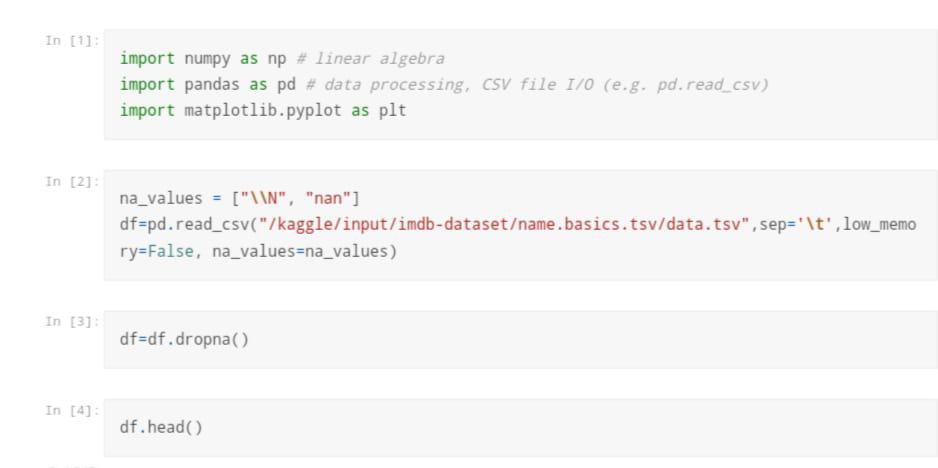 In [1]:
import numpy as np # linear algebra
import pandas as pd # data processing, CSV file I/O (e.g. pd.read_csv)
import matplotlib.pyplot as plt
In [2]:
na_values = ["\\N", "nan"]
df=pd.read_csv("/kaggle/input/imdb-dataset/name.basics.tsv/data.tsv",sep='\t',low_memo
ry=False, na_values=na_values)
In [3]:
df=df.dropna()
In [4]:
df.head()